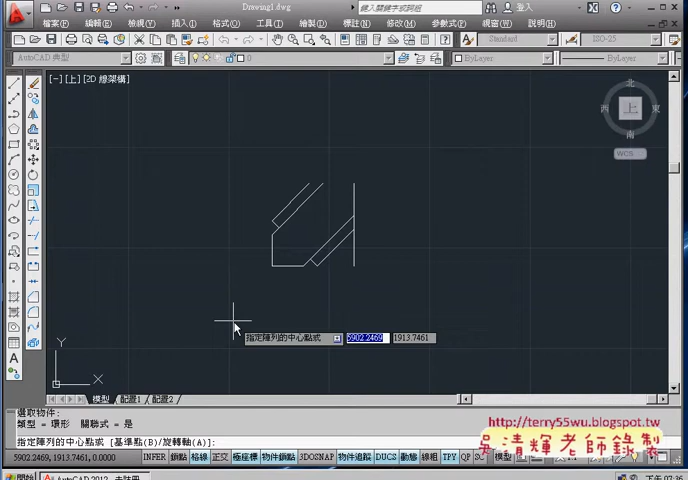 Drawing1.dwg
鍵入關鍵字或片語
登入
檔案(F) 編輯(E) 檢視(V) 插入(I) 格式(O) 工具(T) 繪製(D) 標註(N) 修改(M) 參數式(P) 視窗(W) 說明(H)
Standard ISO-25
AutoCAD 典型 0 ByLayer ByLayer
[−][上][2D 線架構]
北
西 上 東
南
WCS
指定陣列的中心點或 5902.2469 1913.7461
Y
X
模型 配置1 配置2
選取物件:
類型 = 環形 關聯式 = 是
指定陣列的中心點或 [基準點(B)/旋轉軸(A)]:
http://terry55wu.blogspot.tw
吳清輝老師錄製
5902.2469, 1913.7461, 0.0000 INFER 鎖點 格線 正交 極座標 物件鎖點 3DOSNAP 物件追蹤 DUCS 動態 線粗 TPY QP SC 模型
開始 AutoCAD 2012 下午 07:36